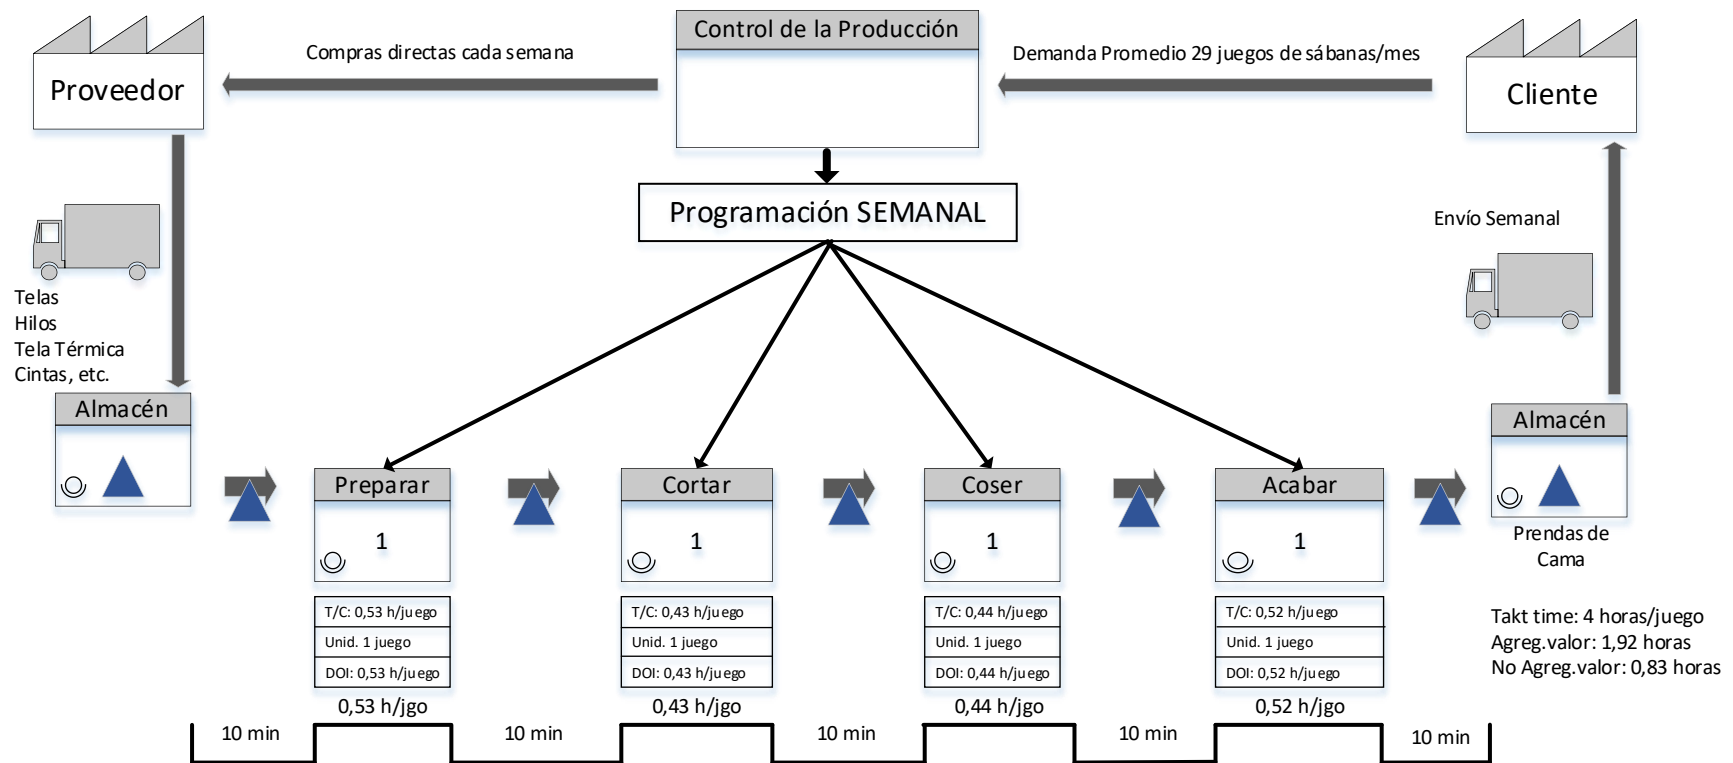 Control de la Producción
Compras directas cada semana
Demanda Promedio 29 juegos de sábanas/mes
Proveedor
Cliente
Programación SEMANAL
Envío Semanal
Telas
Hilos
Tela Térmica
Cintas, etc.
Almacén
Almacén
Preparar
Cortar
Coser
Acabar
1
1
1
1
Prendas de
Cama
T/C: 0,53 h/juego
Unid. 1 juego
DOI: 0,53 h/juego
T/C: 0,43 h/juego
Unid. 1 juego
DOI: 0,43 h/juego
T/C: 0,44 h/juego
Unid. 1 juego
DOI: 0,44 h/juego
T/C: 0,52 h/juego
Unid. 1 juego
DOI: 0,52 h/juego
Takt time: 4 horas/juego
Agreg.valor: 1,92 horas
No Agreg.valor: 0,83 horas
0,53 h/jgo
0,43 h/jgo
0,44 h/jgo
0,52 h/jgo
10 min
10 min
10 min
10 min
10 min